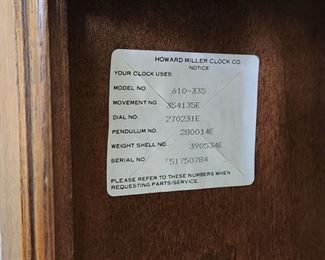 HOWARD MILLER CLOCK CO.
NOTICE
YOUR CLOCK USES:
MODEL NO. 610-335
MOVEMENT NO. 354135E
DIAL NO. 270231E
PENDULUM NO. 280014E
WEIGHT SHELL NO. 390534E
SERIAL NO. 51750784
PLEASE REFER TO THESE NUMBERS WHEN
REQUESTING PARTS/SERVICE.